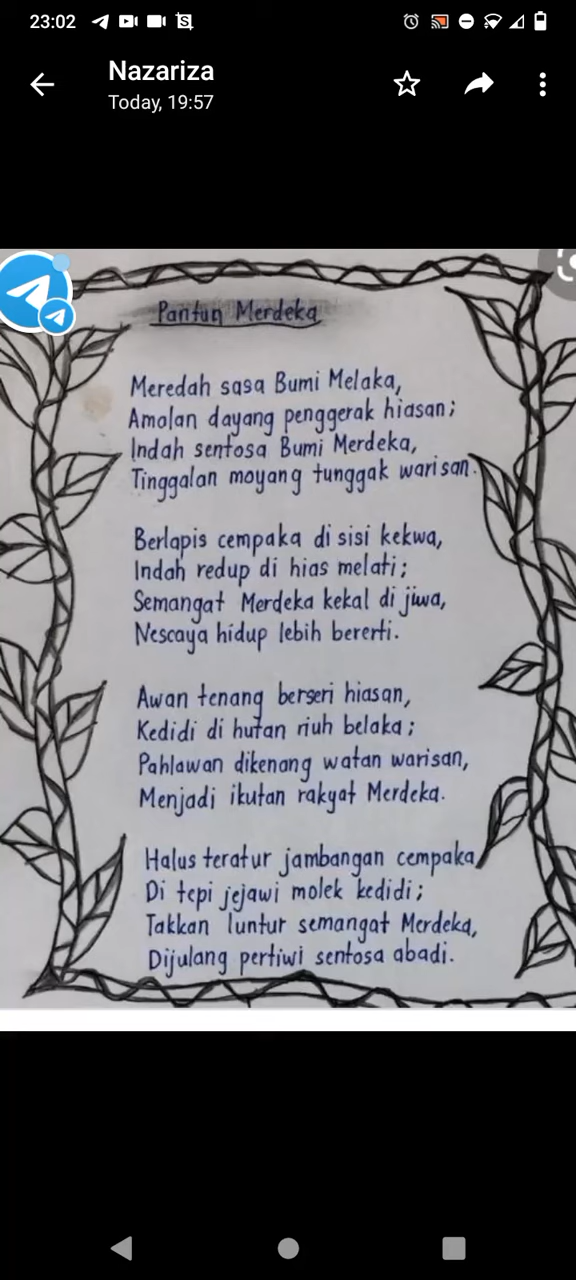 23:02
Nazariza
Today, 19:57
Pantun Merdeka
Meredah sasa Bumi Melaka,
Amolan dayang penggerak hiasan;
Indah sentosa Bumi Merdeka,
Tinggalan moyang tunggak warisan.
Berlapis cempaka di sisi kekwa,
Indah redup di hias melati;
Semangat Merdeka kekal di jiwa,
Nescaya hidup lebih bererti.
Awan tenang berseri hiasan,
Kedidi di hutan riuh belaka;
Pahlawan dikenang watan warisan,
Menjadi ikutan rakyat Merdeka.
Halus teratur jambangan cempaka,
Di tepi jejawi molek kedidi;
Takkan luntur semangat Merdeka,
Dijulang pertiwi sentosa abadi.